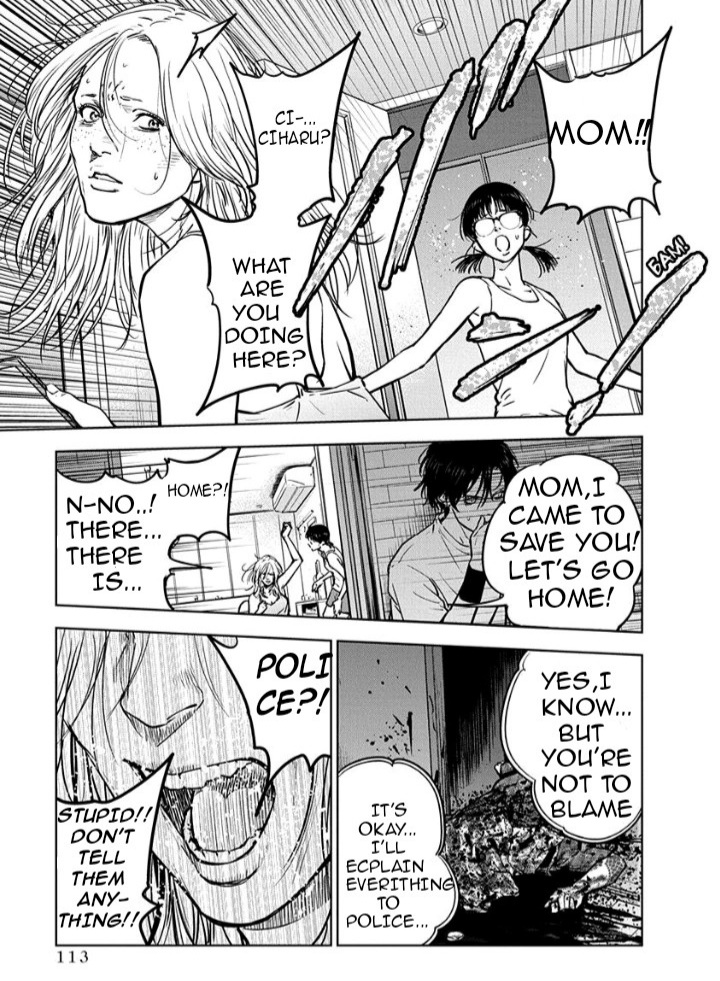 MOM!!
BAM!
CI-...
CIHARU?
WHAT
ARE
YOU
DOING
HERE?
MOM,I
CAME TO
SAVE YOU!
LET'S GO
HOME!
HOME?!
N-NO..!
THERE...
THERE
IS...
YES,I
KNOW...
BUT
YOU'RE
NOT TO
BLAME
IT'S
OKAY...
I'LL
ECPLAIN
EVERITHING
TO
POLICE...
POLI
CE?!
STUPID!!
DON'T
TELL
THEM
ANY-
THING!!
113